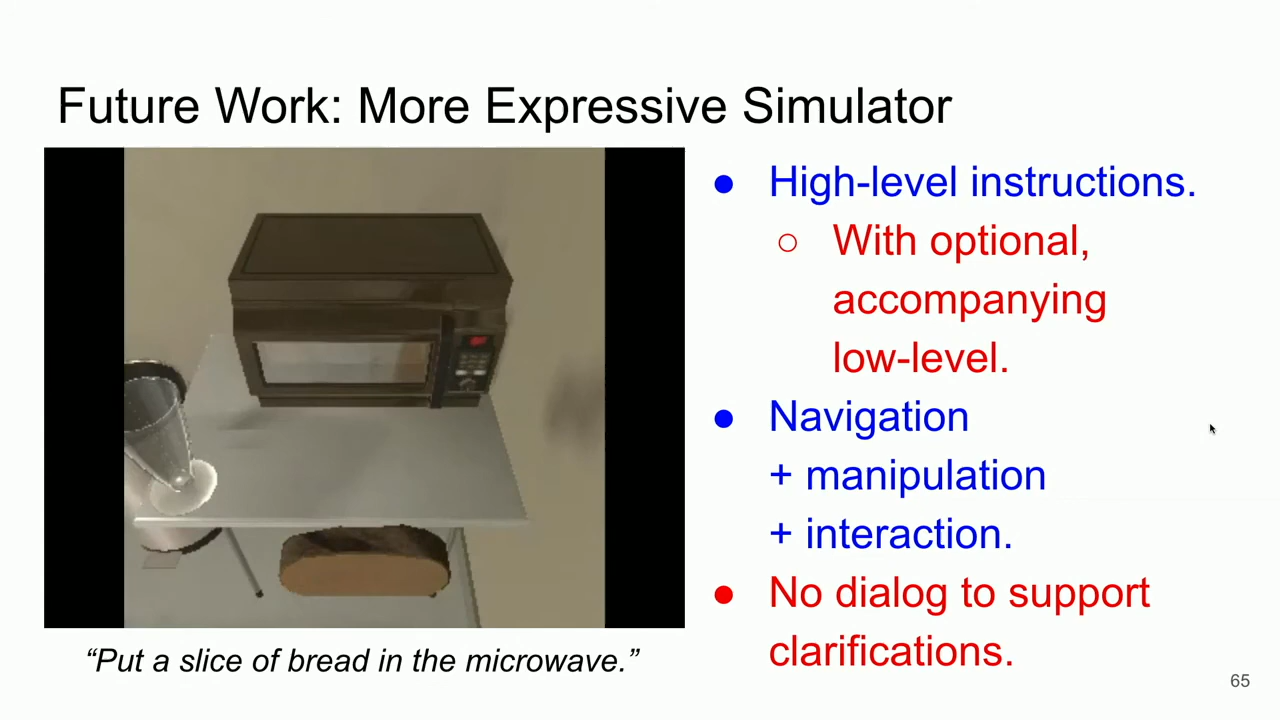 Future Work: More Expressive Simulator
● High-level instructions.
○ With optional,
accompanying
low-level.
● Navigation
+ manipulation
+ interaction.
● No dialog to support
clarifications.
“Put a slice of bread in the microwave.”
65